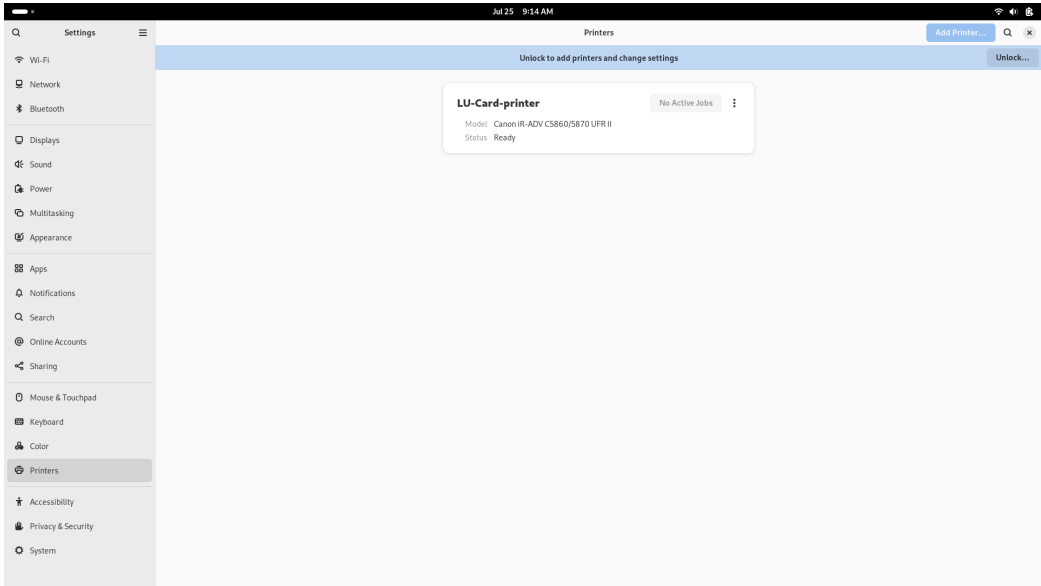 Jul 25 9:14 AM
Settings
Printers
Add Printer...
Unlock to add printers and change settings
Unlock...
Wi-Fi
Network
Bluetooth
Displays
Sound
Power
Multitasking
Appearance
Apps
Notifications
Search
Online Accounts
Sharing
Mouse & Touchpad
Keyboard
Color
Printers
Accessibility
Privacy & Security
System
LU-Card-printer
No Active Jobs
Model Canon iR-ADV C5860/5870 UFR II
Status Ready